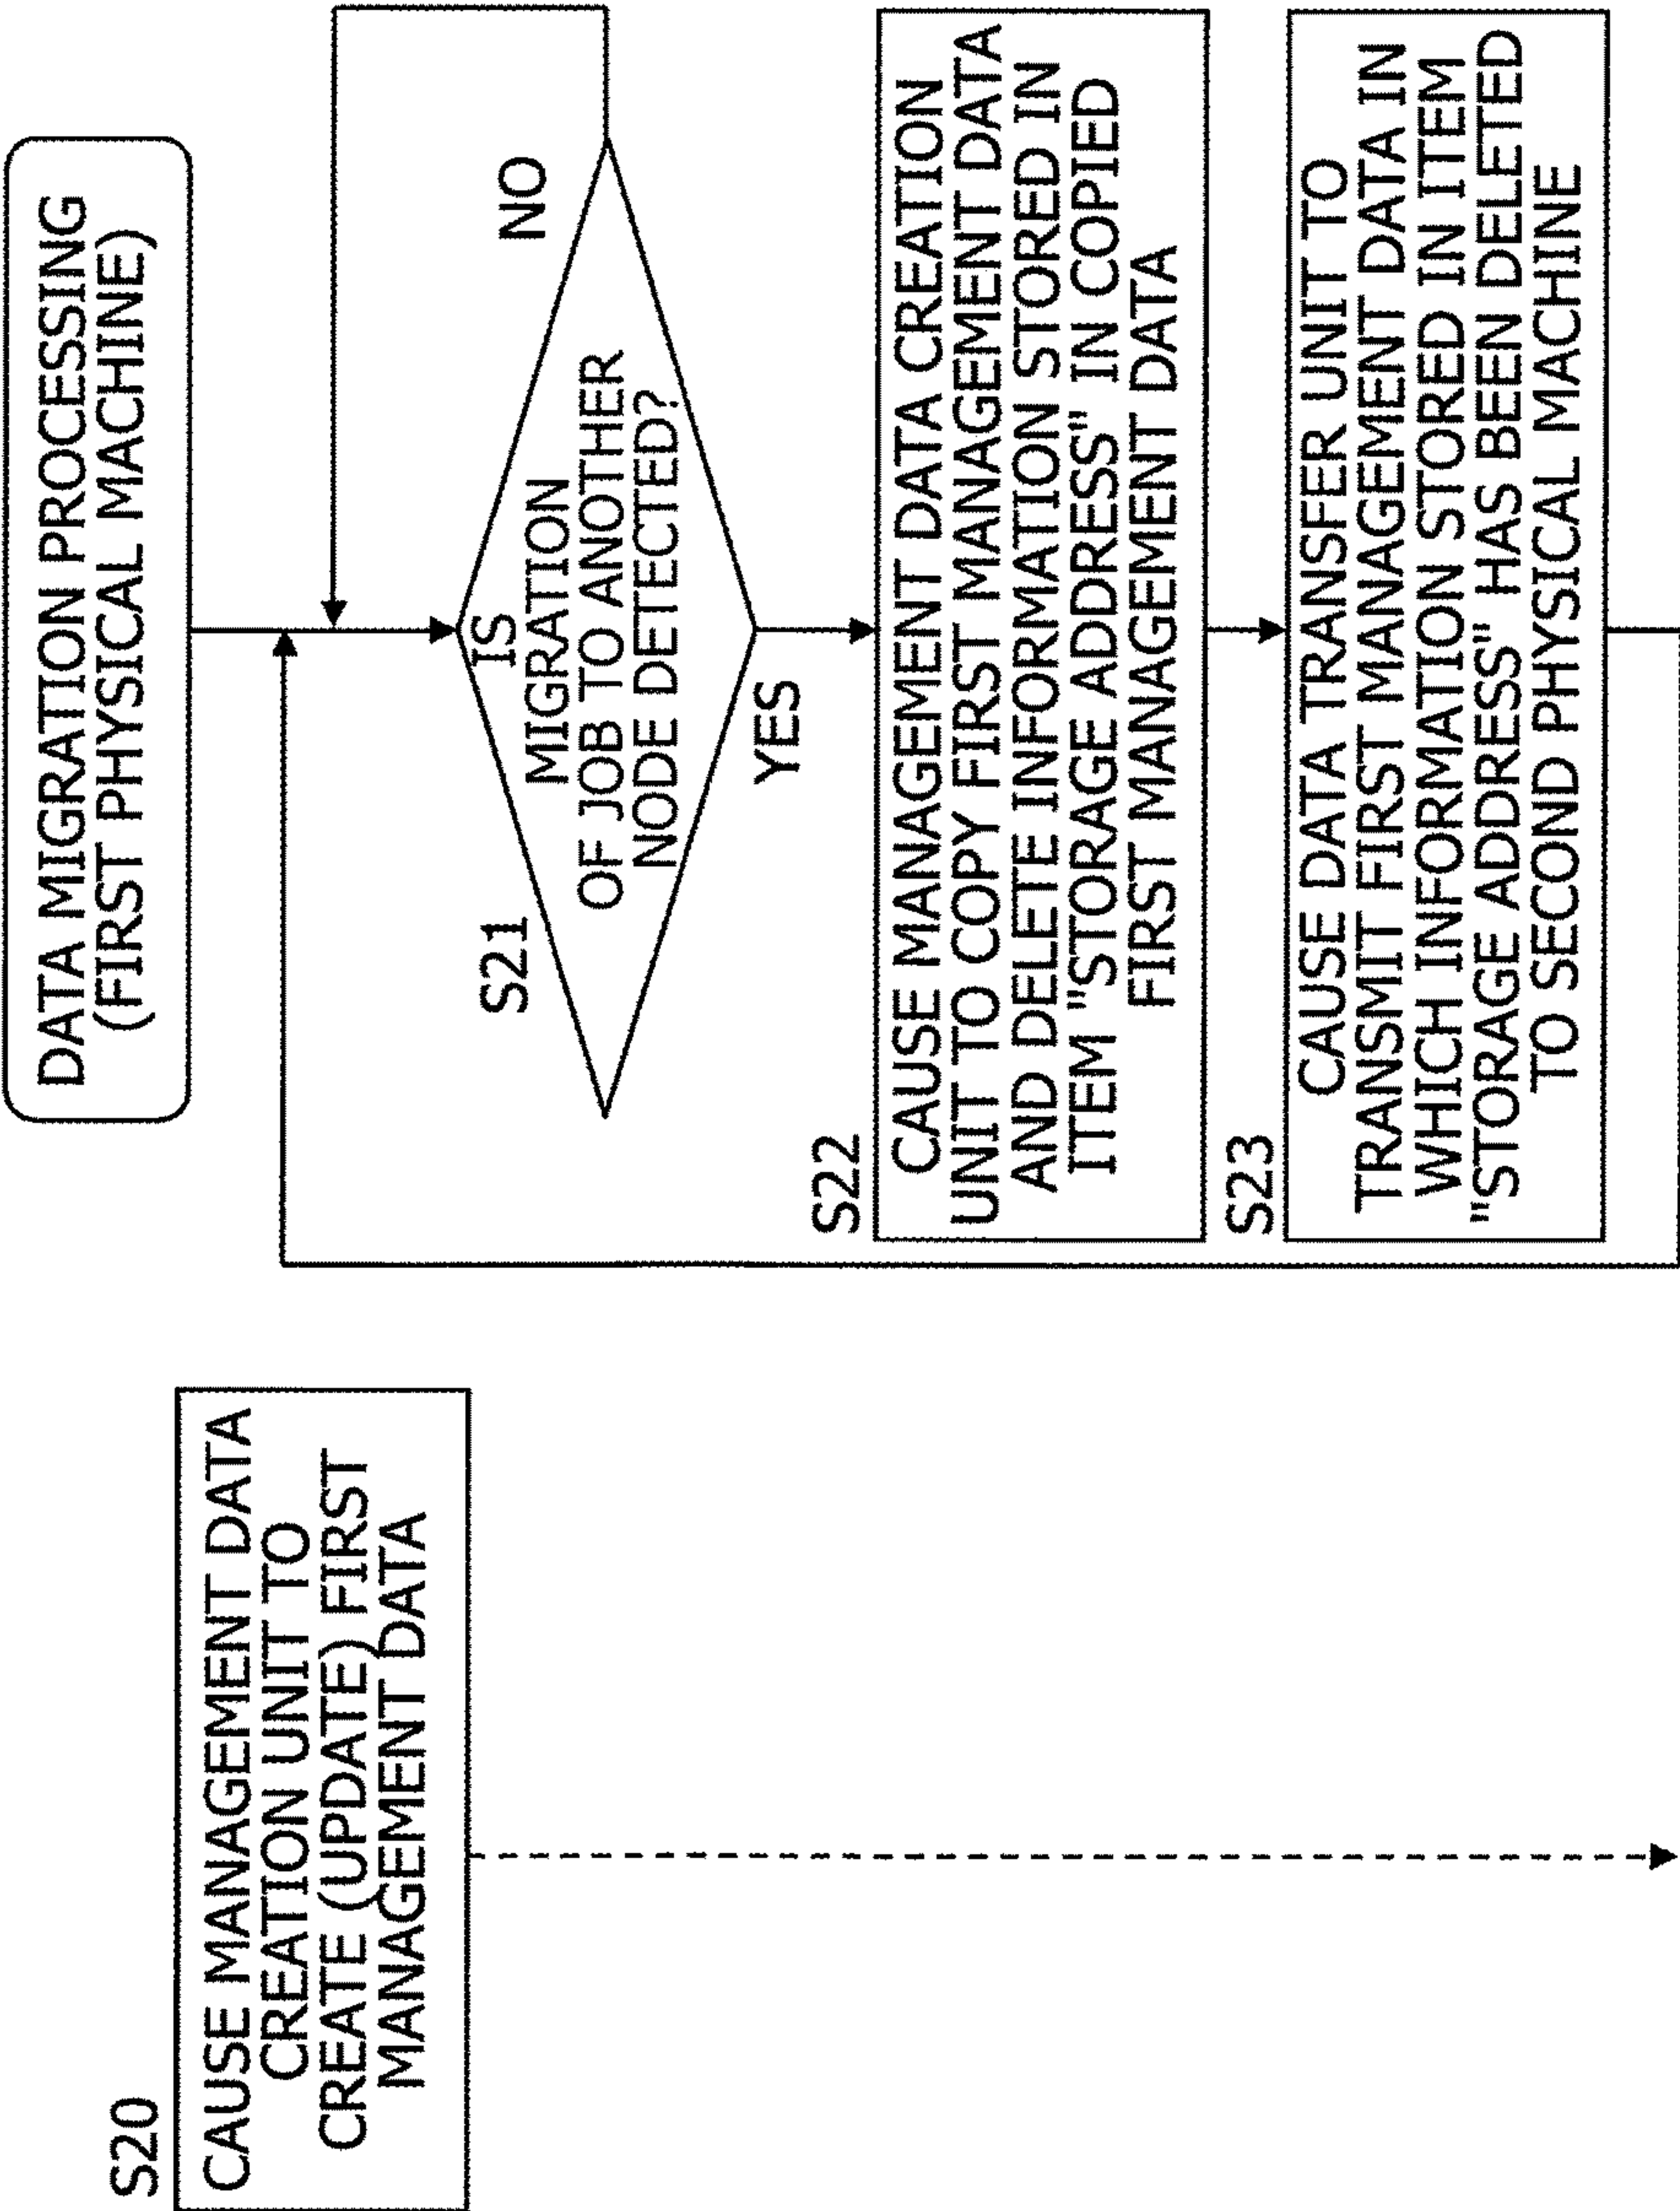 S20
CAUSE MANAGEMENT DATA
CREATION UNIT TO
CREATE (UPDATE) FIRST
MANAGEMENT DATA
DATA MIGRATION PROCESSING
(FIRST PHYSICAL MACHINE)
S21
IS
MIGRATION
OF JOB TO ANOTHER
NODE DETECTED?
NO
YES
S22
CAUSE MANAGEMENT DATA CREATION
UNIT TO COPY FIRST MANAGEMENT DATA
AND DELETE INFORMATION STORED IN
ITEM "STORAGE ADDRESS" IN COPIED
FIRST MANAGEMENT DATA
S23
CAUSE DATA TRANSFER UNIT TO
TRANSMIT FIRST MANAGEMENT DATA IN
WHICH INFORMATION STORED IN ITEM
"STORAGE ADDRESS" HAS BEEN DELETED
TO SECOND PHYSICAL MACHINE